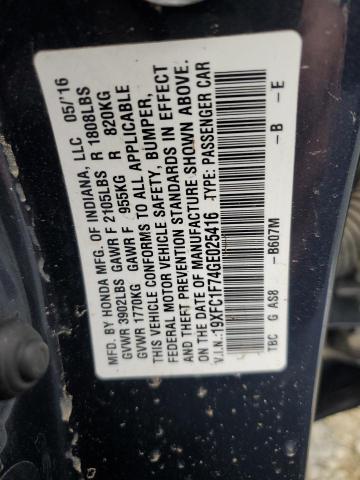 MFD. BY HONDA MFG. OF INDIANA, LLC 05/'16
GVWR 3902LBS GAWR F 2105LBS R 1808LBS
GVWR 1770KG GAWR F 955KG R 820KG
THIS VEHICLE CONFORMS TO ALL APPLICABLE
FEDERAL MOTOR VEHICLE SAFETY, BUMPER,
AND THEFT PREVENTION STANDARDS IN EFFECT
ON THE DATE OF MANUFACTURE SHOWN ABOVE.
V.I.N.:19XFC1F74GE025416 TYPE: PASSENGER CAR
TBC G AS8 -B607M -B -E